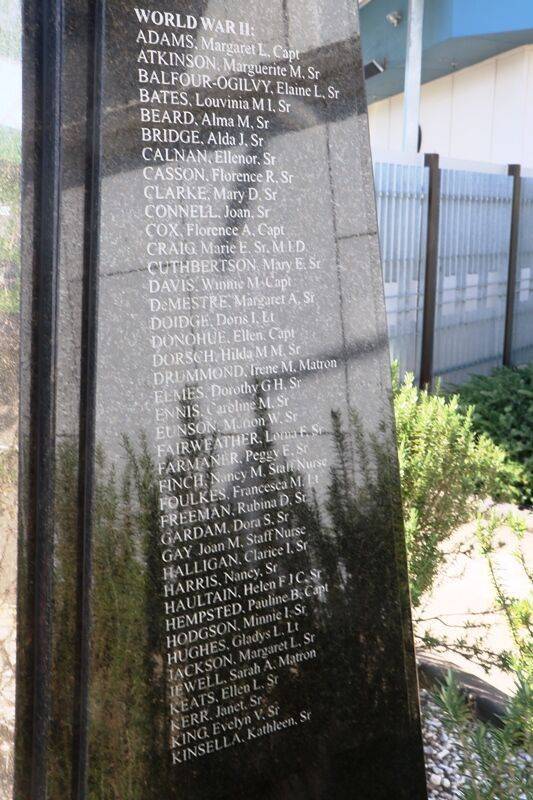 WORLD WAR II:
ADAMS, Margaret L. Capt
ATKINSON, Marguerite M, Sr
BALFOUR-OGILVY, Elaine L, Sr
BATES, Louvinia M I, Sr
BEARD, Alma M, Sr
BRIDGE, Alda J, Sr
CALNAN, Ellenor, Sr
CASSON, Florence R, Sr
CLARKE, Mary D, Sr
CONNELL, Joan, Sr
COX, Florence A, Capt
CRAIG, Marie E. Sr, M.I.D.
CUTHBERTSON, Mary E, Sr
DAVIS, Winnie M, Capt
DeMESTRE, Margaret A, Sr
DOIDGE, Doris I, Lt
DONOHUE, Ellen, Capt
DORSCH, Hilda M M, Sr
DRUMMOND, Irene M, Matron
ELMES, Dorothy G H, Sr
ENNIS, Caroline M, Sr
EUNSON, Marion W, Sr
FAIRWEATHER, Lorna F, Sr
FARMANER, Peggy E, Sr
FINCH, Nancy M, Staff Nurse
FOULKES, Francesca M, Lt
FREEMAN, Rubina D, Sr
GARDAM, Dora S, Sr
GAY Joan M, Staff Nurse
HALLIGAN, Clarice I, Sr
HARRIS, Nancy, Sr
HAULTAIN, Helen F J C, Sr
HEMPSTED, Pauline B, Capt
HODGSON, Minnie I, Sr
HUGHES, Gladys L, Lt
JACKSON, Margaret L, Sr
JEWELL, Sarah A, Matron
KEATS, Ellen L, Sr
KERR, Janet, Sr
KING, Evelyn V, Sr
KINSELLA, Kathleen, Sr